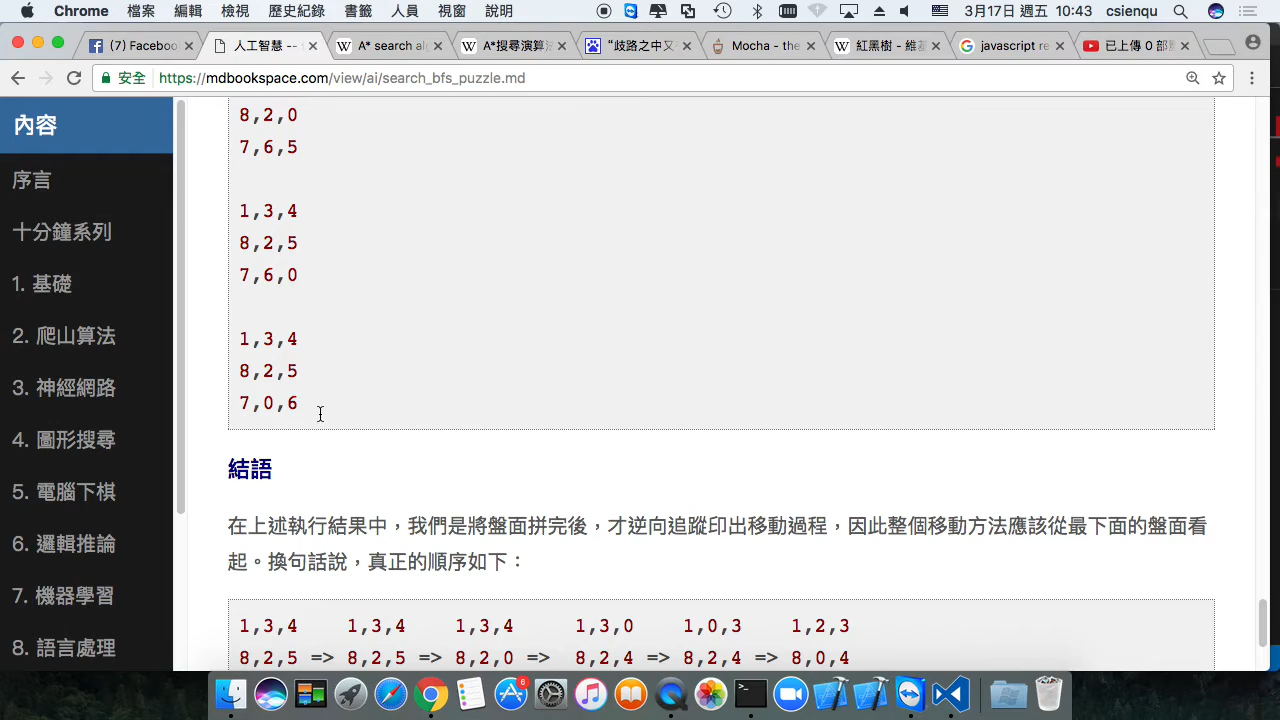 Chrome 檔案 編輯 檢視 歷史紀錄 書籤 人員 視窗 說明 3月17日 週五 10:43 csienqu
(7) Faceboo 人工智慧 -- A* search al A*搜尋演算 “歧路之中又 Mocha - the 紅黑樹 - 維 javascript re 已上傳 0 部
安全 https://mdbookspace.com/view/ai/search_bfs_puzzle.md
內容
序言
十分鐘系列
1. 基礎
2. 爬山算法
3. 神經網路
4. 圖形搜尋
5. 電腦下棋
6. 邏輯推論
7. 機器學習
8. 語言處理
8,2,0
7,6,5
1,3,4
8,2,5
7,6,0
1,3,4
8,2,5
7,0,6
結語
在上述執行結果中，我們是將盤面拼完後，才逆向追蹤印出移動過程，因此整個移動方法應該從最下面的盤面看
起。換句話說，真正的順序如下：
1,3,4 1,3,4 1,3,4 1,3,0 1,0,3 1,2,3
8,2,5 => 8,2,5 => 8,2,0 => 8,2,4 => 8,2,4 => 8,0,4
6